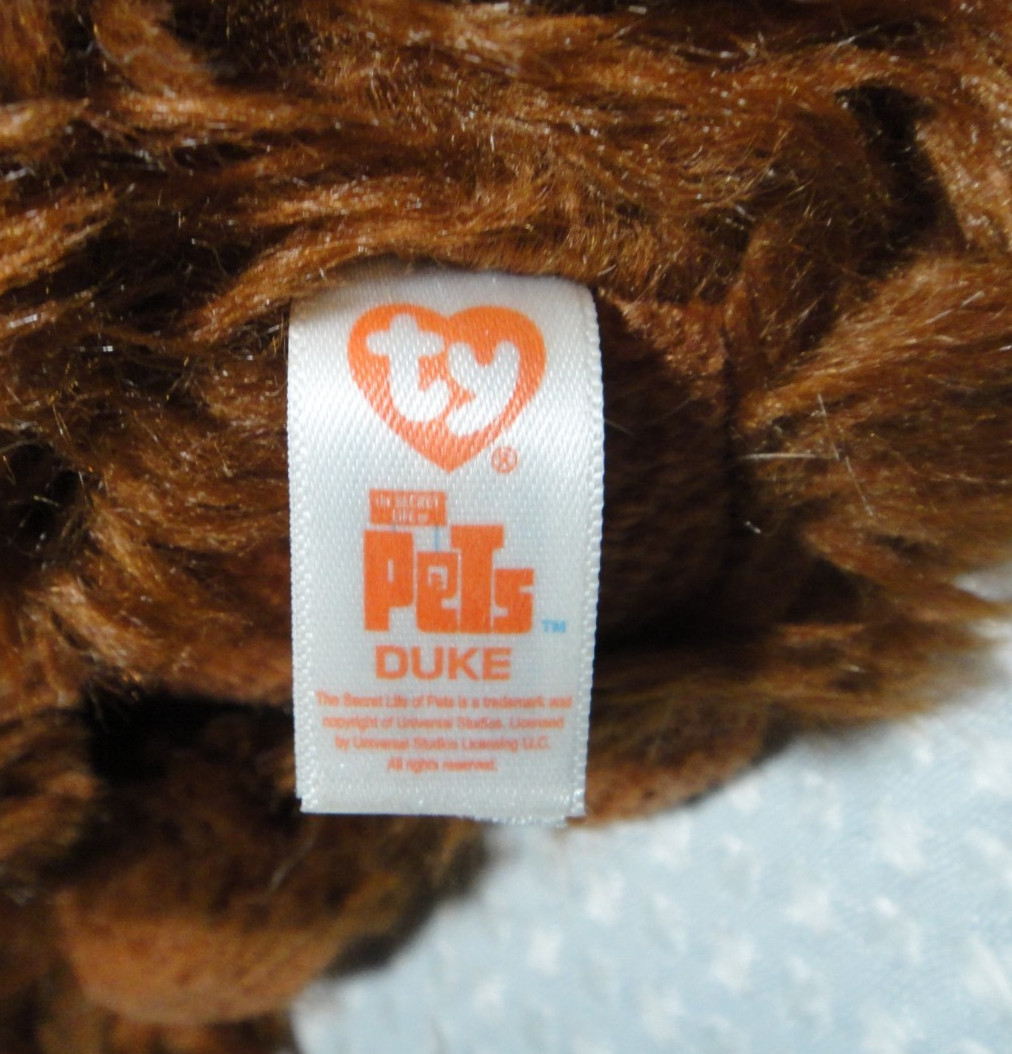 ty
®
THE SECRET
LIFE OF
PeTs
™
DUKE
The Secret Life of Pets is a trademark and
copyright of Universal Studios. Licensed
by Universal Studios Licensing LLC.
All rights reserved.